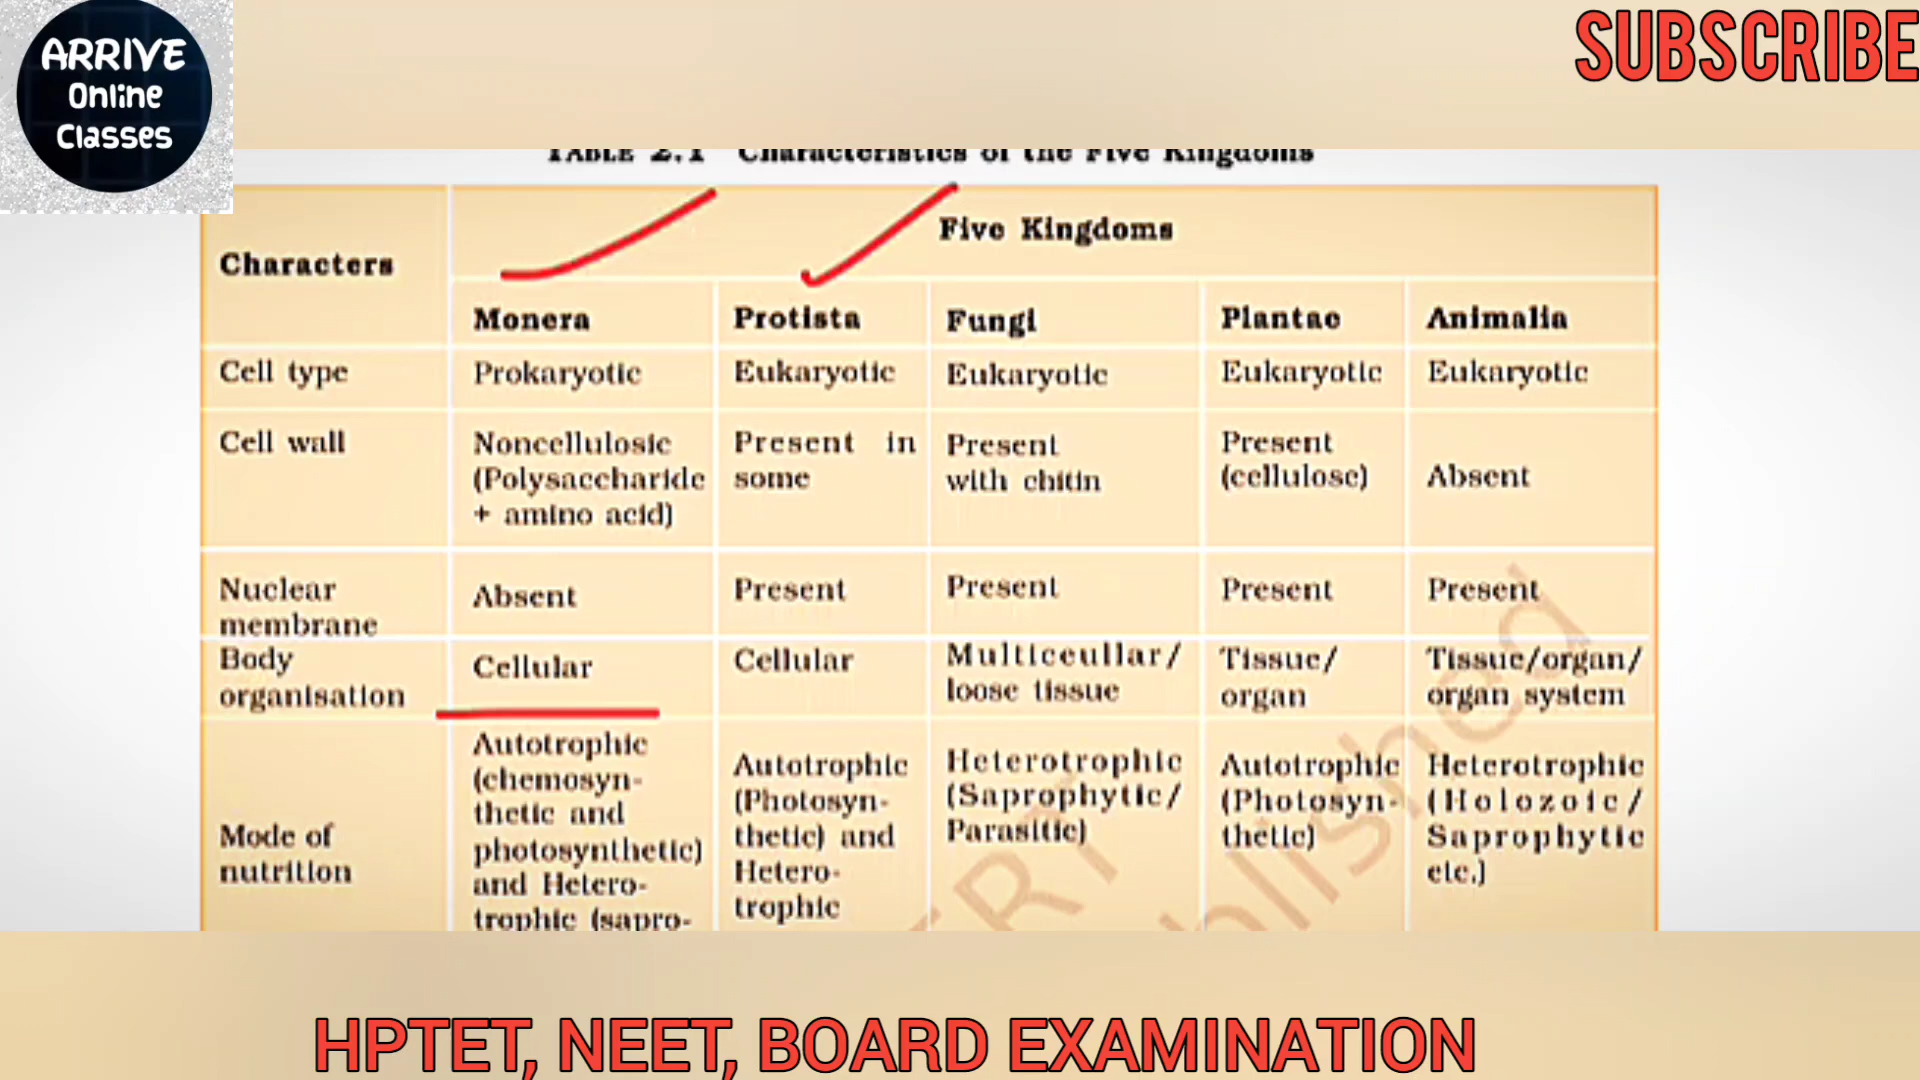 ARRIVE
Online
Classes
SUBSCRIBE
TABLE 2.1 Characteristics of the Five Kingdoms
Characters
Five Kingdoms
Monera
Protista
Fungi
Plantae
Animalia
Cell type
Prokaryotic
Eukaryotic
Eukaryotic
Eukaryotic
Eukaryotic
Cell wall
Noncellulosic
(Polysaccharide
+ amino acid)
Present in
some
Present
with chitin
Present
(cellulose)
Absent
Nuclear
membrane
Absent
Present
Present
Present
Present
Body
organisation
Cellular
Cellular
Multiceullar/
loose tissue
Tissue/
organ
Tissue/organ/
organ system
Mode of
nutrition
Autotrophic
(chemosyn-
thetic and
photosynthetic)
and Hetero-
trophic (sapro-
Autotrophic
(Photosyn-
thetic) and
Hetero-
trophic
Heterotrophic
(Saprophytic/
Parasitic)
Autotrophic
(Photosyn-
thetic)
Heterotrophic
(Holozoic/
Saprophytic
etc.)
HPTET, NEET, BOARD EXAMINATION